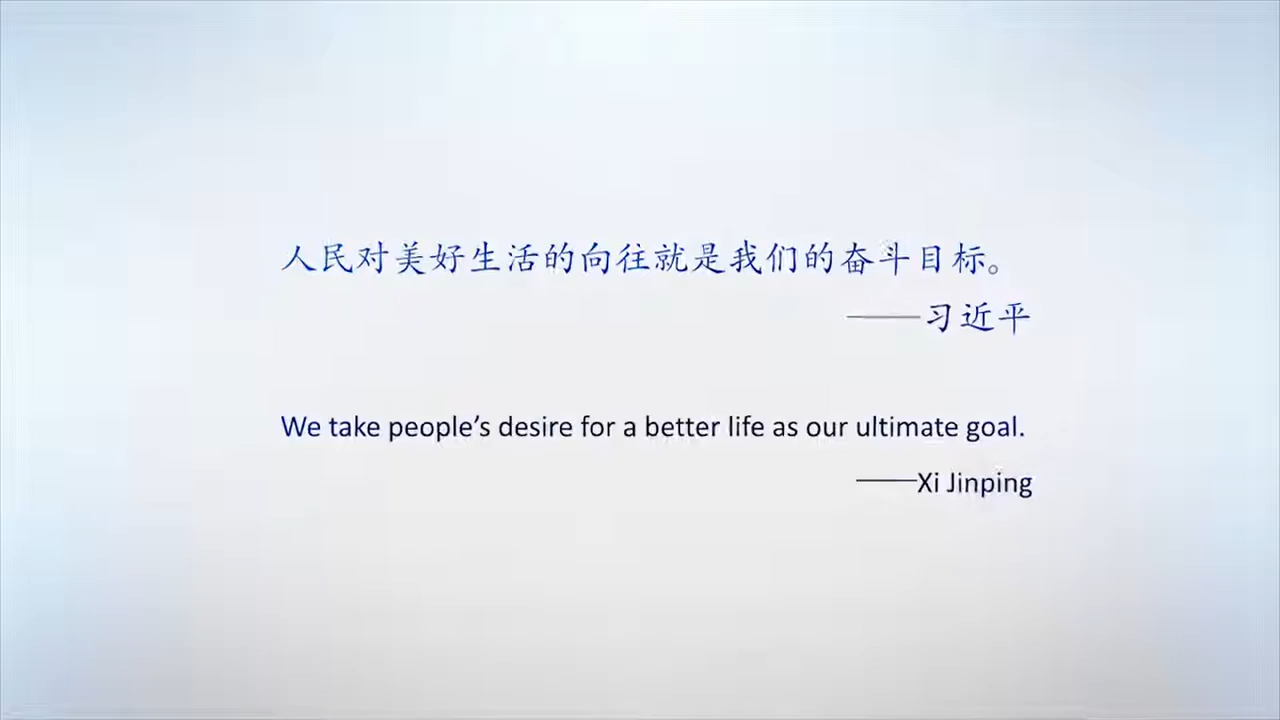 人民对美好生活的向往就是我们的奋斗目标。
——习近平
We take people’s desire for a better life as our ultimate goal.
——Xi Jinping